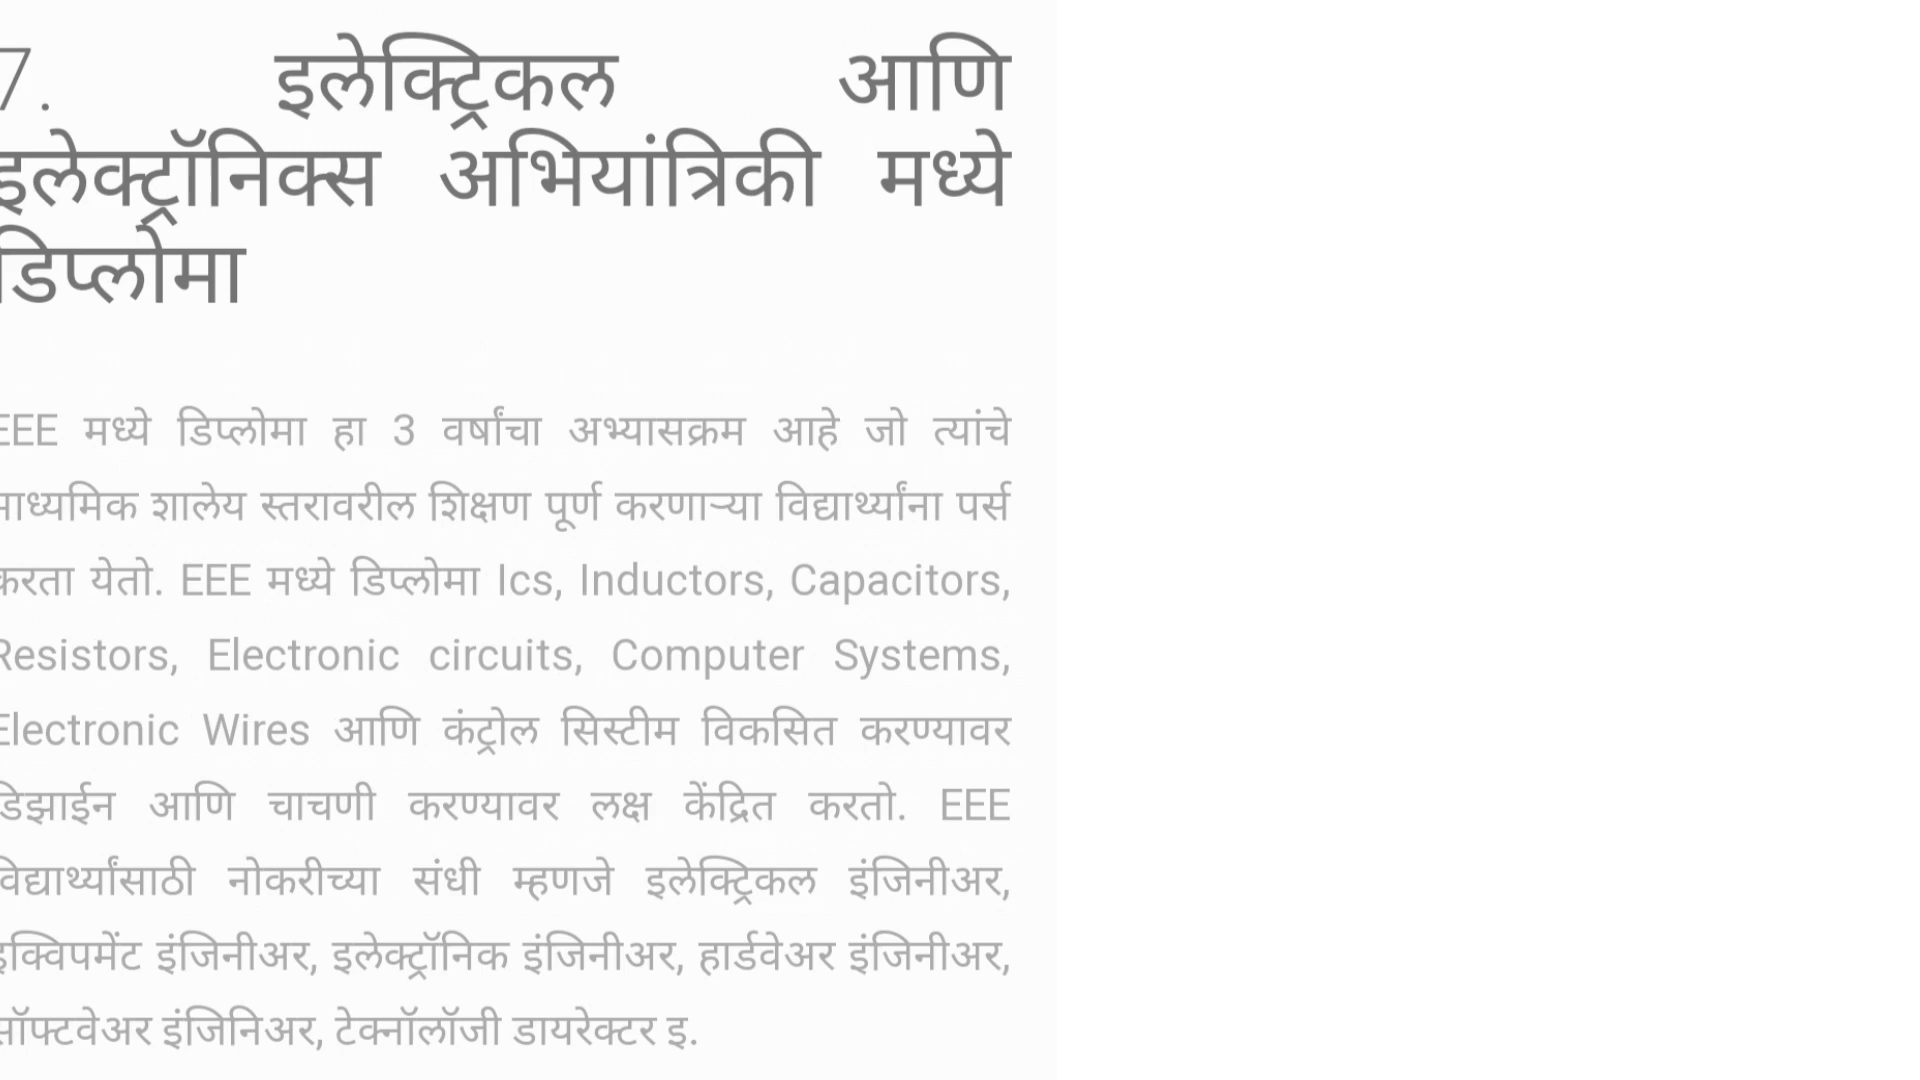 7. इलेक्ट्रिकल आणि
इलेक्ट्रॉनिक्स अभियांत्रिकी मध्ये
डिप्लोमा
EEE मध्ये डिप्लोमा हा 3 वर्षांचा अभ्यासक्रम आहे जो त्यांचे
माध्यमिक शालेय स्तरावरील शिक्षण पूर्ण करणाऱ्या विद्यार्थ्यांना पर्स
करता येतो. EEE मध्ये डिप्लोमा Ics, Inductors, Capacitors,
Resistors, Electronic circuits, Computer Systems,
Electronic Wires आणि कंट्रोल सिस्टीम विकसित करण्यावर
डिझाईन आणि चाचणी करण्यावर लक्ष केंद्रित करतो. EEE
विद्यार्थ्यांसाठी नोकरीच्या संधी म्हणजे इलेक्ट्रिकल इंजिनीअर,
इक्विपमेंट इंजिनीअर, इलेक्ट्रॉनिक इंजिनीअर, हार्डवेअर इंजिनीअर,
सॉफ्टवेअर इंजिनिअर, टेक्नॉलॉजी डायरेक्टर इ.